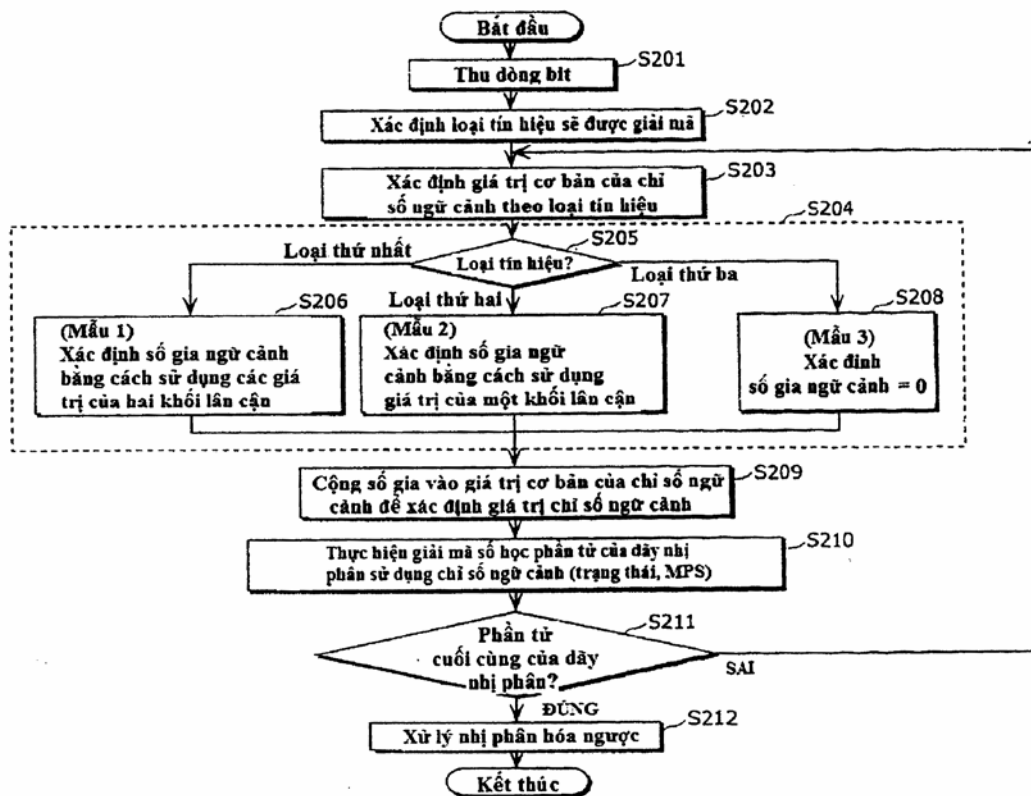 Bắt đầu
S201
Thu dòng bit
S202
Xác định loại tín hiệu sẽ được giải mã
S203
Xác định giá trị cơ bản của chỉ
số ngữ cảnh theo loại tín hiệu
S204
S205
Loại tín hiệu?
Loại thứ nhất
Loại thứ hai
Loại thứ ba
S206
(Mẫu 1)
Xác định số gia ngữ cảnh
bằng cách sử dụng các giá
trị của hai khối lân cận
S207
(Mẫu 2)
Xác định số gia ngữ
cảnh bằng cách sử dụng
giá trị của một khối lân cận
S208
(Mẫu 3)
Xác đinh
số gia ngữ cảnh = 0
S209
Cộng số gia vào giá trị cơ bản của chỉ số ngữ
cảnh để xác định giá trị chỉ số ngữ cảnh
S210
Thực hiện giải mã số học phần tử của dãy nhị
phân sử dụng chỉ số ngữ cảnh (trạng thái, MPS)
S211
Phần tử
cuối cùng của dãy
nhị phân?
SAI
ĐÚNG
S212
Xử lý nhị phân hóa ngược
Kết thúc